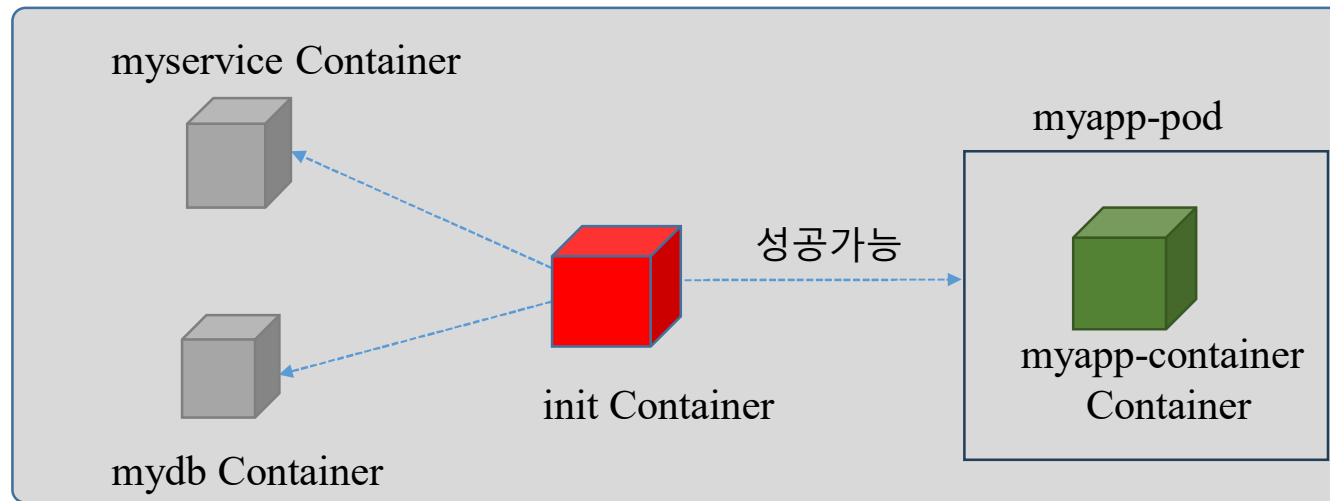 myservice Container
mydb Container
init Container
성공가능
myapp-pod
myapp-container
Container